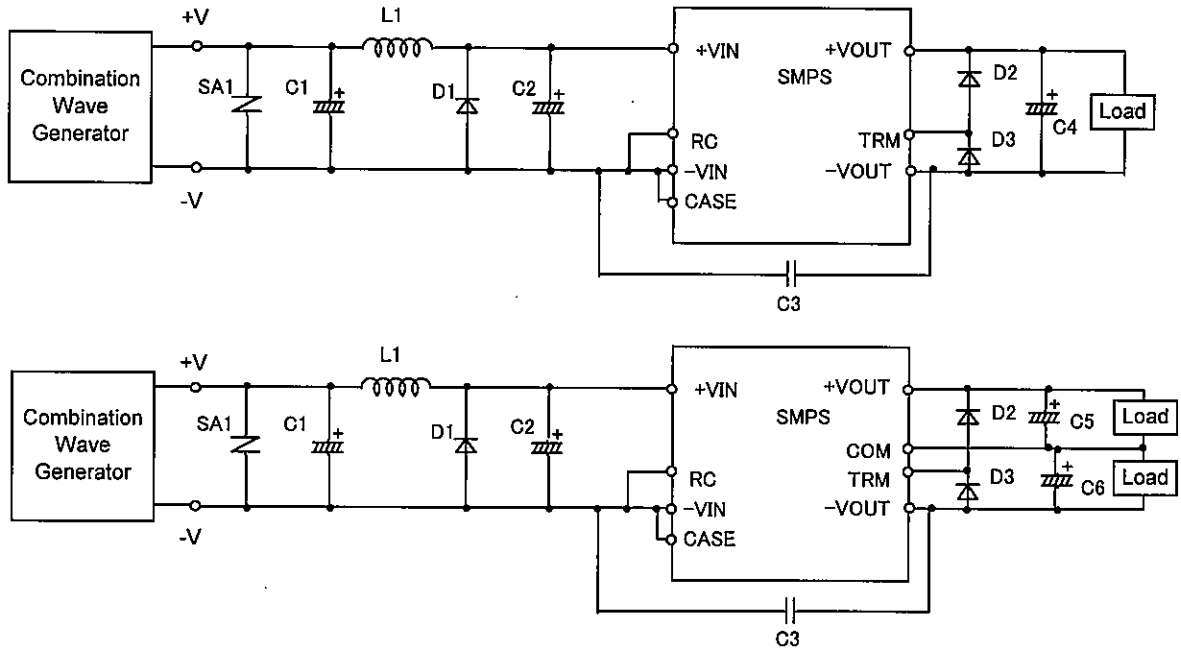 +V
L1
+VIN
+VOUT
SMPS
D2
Combination
Wave
Generator
SA1
C1
+
D1
C2
+
+
C4
Load
RC
TRM
D3
-VIN
-VOUT
-V
CASE
C3
+V
L1
+VIN
+VOUT
SMPS
D2
+
C5
Load
Combination
Wave
Generator
SA1
C1
+
D1
C2
+
COM
RC
TRM
D3
+
C6
Load
-VIN
-VOUT
-V
CASE
C3